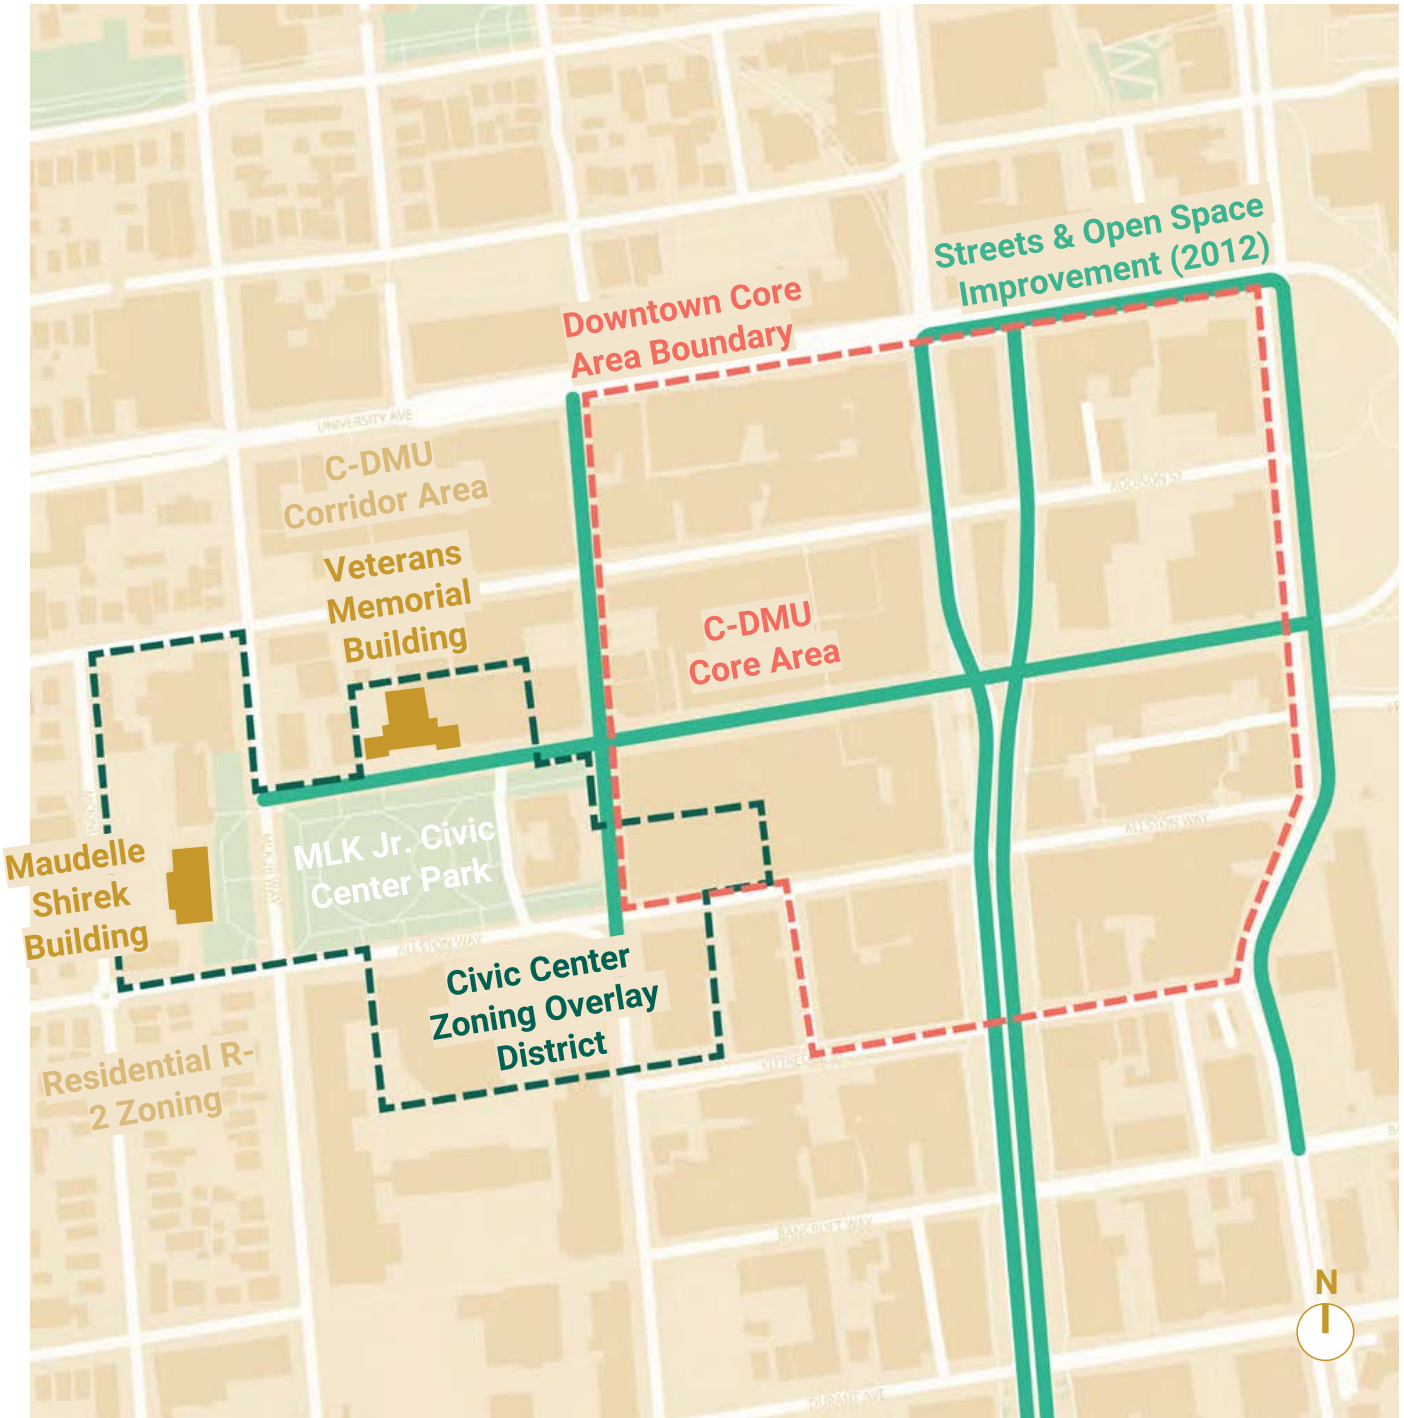 Streets & Open Space
Improvement (2012)
Downtown Core
Area Boundary
UNIVERSITY AVE
C-DMU
Corridor Area
ADDISON ST
Veterans
Memorial
Building
C-DMU
Core Area
MLK Jr. Civic
Center Park
ALLSTON WAY
Maudelle
Shirek
Building
ALLSTON WAY
Civic Center
Zoning Overlay
District
Residential R-
2 Zoning
BANCROFT WAY
N
DURANT AVE